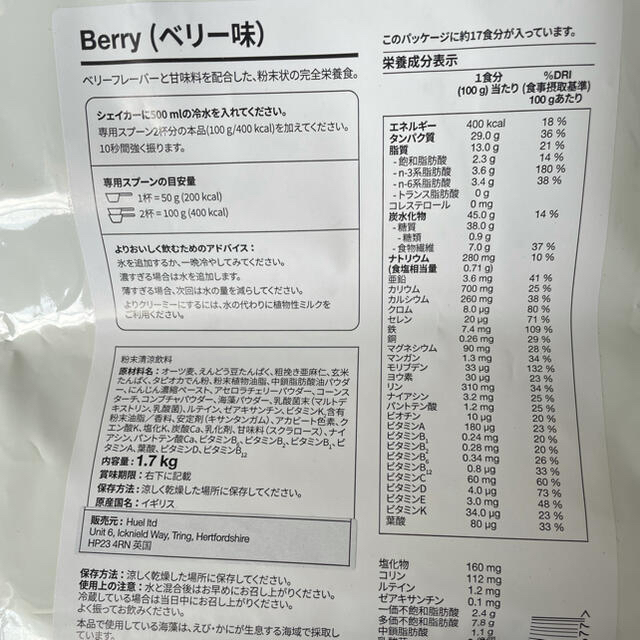 Berry (ベリー味)
ベリーフレーバーと甘味料を配合した、粉末状の完全栄養食。
シェイカーに500 mlの冷水を入れてください。
専用スプーン2杯分の本品(100 g/400 kcal)を加えてください。
10秒間強く振ります。
専用スプーンの目安量
1杯 = 50 g (200 kcal)
2杯 = 100 g (400 kcal)
よりおいしく飲むためのアドバイス：
氷を追加するか、一晩冷やしてみてください。
濃すぎる場合は水を追加します。
薄すぎる場合、次回は水の量を減らしてください。
よりクリーミーにするには、水の代わりに植物性ミルクを
ご利用ください。
粉末清涼飲料
原材料名：オーツ麦、えんどう豆たんぱく、粗挽き亜麻仁、玄米
たんぱく、タピオカでん粉、粉末植物油脂、中鎖脂肪酸油パウダ
ー、にんじん濃縮ペースト、アセロラチェリーパウダー、コーンス
ターチ、コンブチャパウダー、海藻パウダー、乳酸菌末(マルトデ
キストリン、乳酸菌)、ルテイン、ゼアキサンチン、ビタミンK、含有
粉末油脂／香料、安定剤(キサンタンガム)、アカビート色素、ク
エン酸K、塩化K、炭酸Ca、乳化剤、甘味料(スクラロース)、ナイ
アシン、パントテン酸Ca、ビタミンB₆、ビタミンB₂、ビタミンB₁、ビ
タミンA、葉酸、ビタミンD、ビタミンB₁₂
内容量：1.7 kg
賞味期限：右下に記載
保存方法：涼しく乾燥した場所に保存してください。
原産国名：イギリス
販売元：Huel ltd
Unit 6, Icknield Way, Tring, Hertfordshire
HP23 4RN 英国
保存方法：涼しく乾燥した場所に保存してください。
使用上の注意：水と混合後はお早めにお召し上がりください。
冷蔵している場合は当日中にお召し上がりください。
よく振ってお飲みください。
本品で使用している海藻は、えび・かにが生息する海域で採取し
ています。
このパッケージに約17食分が入っています。
栄養成分表示
1食分 %DRI
(100 g) 当たり (食事摂取基準)
100 gあたり
エネルギー 400 kcal 18 %
タンパク質 29.0 g 36 %
脂質 13.0 g 21 %
- 飽和脂肪酸 2.3 g 14 %
- n-3系脂肪酸 3.6 g 180 %
- n-6系脂肪酸 3.4 g 38 %
- トランス脂肪酸 0 g
コレステロール 0 mg
炭水化物 45.0 g 14 %
- 糖質 38.0 g
- 糖類 0.9 g
- 食物繊維 7.0 g 37 %
ナトリウム 280 mg 10 %
(食塩相当量 0.71 g)
亜鉛 3.6 mg 41 %
カリウム 700 mg 25 %
カルシウム 260 mg 38 %
クロム 8.0 μg 80 %
セレン 20 μg 71 %
鉄 7.4 mg 109 %
銅 0.26 mg 29 %
マグネシウム 90 mg 28 %
マンガン 1.3 mg 34 %
モリブデン 33 μg 132 %
ヨウ素 30 μg 23 %
リン 310 mg 34 %
ナイアシン 3.2 mg 25 %
パントテン酸 1.2 mg 25 %
ビオチン 10 μg 20 %
ビタミンA 180 μg 23 %
ビタミンB₁ 0.24 mg 20 %
ビタミンB₂ 0.28 mg 20 %
ビタミンB₆ 0.34 mg 26 %
ビタミンB₁₂ 0.8 μg 33 %
ビタミンC 60 mg 60 %
ビタミンD 4.0 μg 73 %
ビタミンE 3.0 mg 48 %
ビタミンK 34.0 μg 23 %
葉酸 80 μg 33 %
塩化物 160 mg
コリン 112 mg
ルテイン 1.2 mg
ゼアキサンチン 0.1 mg
一価不飽和脂肪酸 2.4 g
多価不飽和脂肪酸 7.8 g
中鎖脂肪酸 1.1 g